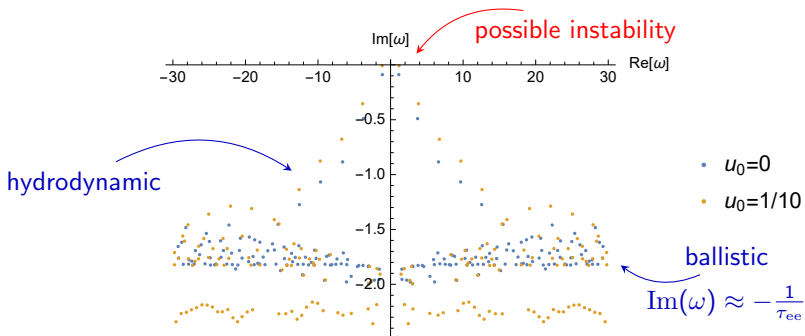 possible instability
Im[ω]
Re[ω]
-30 -20 -10 0 10 20 30
-0.5
-1.0
-1.5
-2.0
hydrodynamic
u₀=0
u₀=1/10
ballistic
Im(ω) ≈ −1/τₑₑ